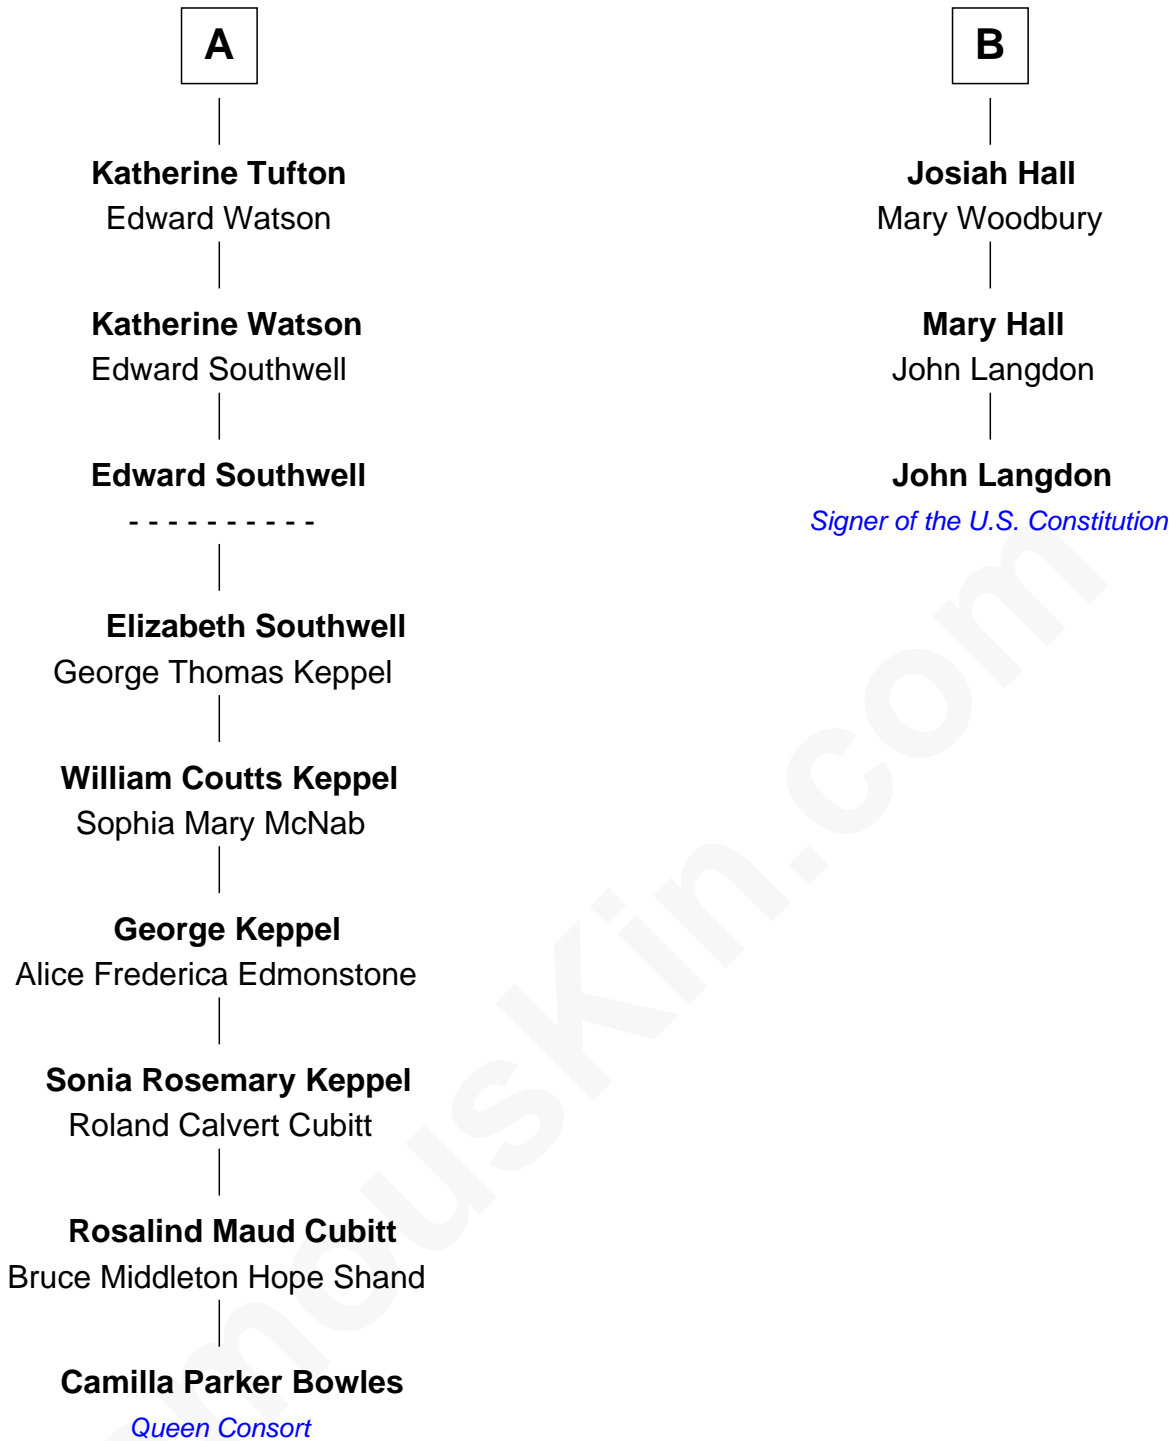 A
Katherine Tufton
Edward Watson
Katherine Watson
Edward Southwell
Edward Southwell
- - - - - - - - - -
Elizabeth Southwell
George Thomas Keppel
William Coutts Keppel
Sophia Mary McNab
George Keppel
Alice Frederica Edmonstone
Sonia Rosemary Keppel
Roland Calvert Cubitt
Rosalind Maud Cubitt
Bruce Middleton Hope Shand
Camilla Parker Bowles
Queen Consort
B
Josiah Hall
Mary Woodbury
Mary Hall
John Langdon
John Langdon
Signer of the U.S. Constitution
mousKin.com